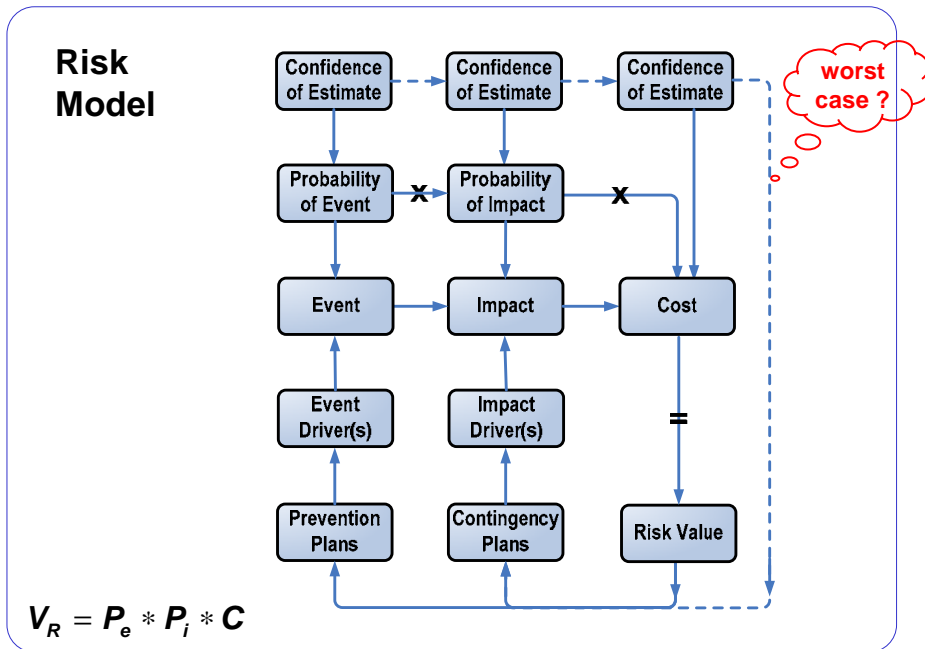 Risk
Model
Confidence
of Estimate
Confidence
of Estimate
Confidence
of Estimate
worst
case ?
Probability
of Event
x
Probability
of Impact
x
Event
Impact
Cost
Event
Driver(s)
Impact
Driver(s)
=
Prevention
Plans
Contingency
Plans
Risk Value
V_R = P_e * P_i * C